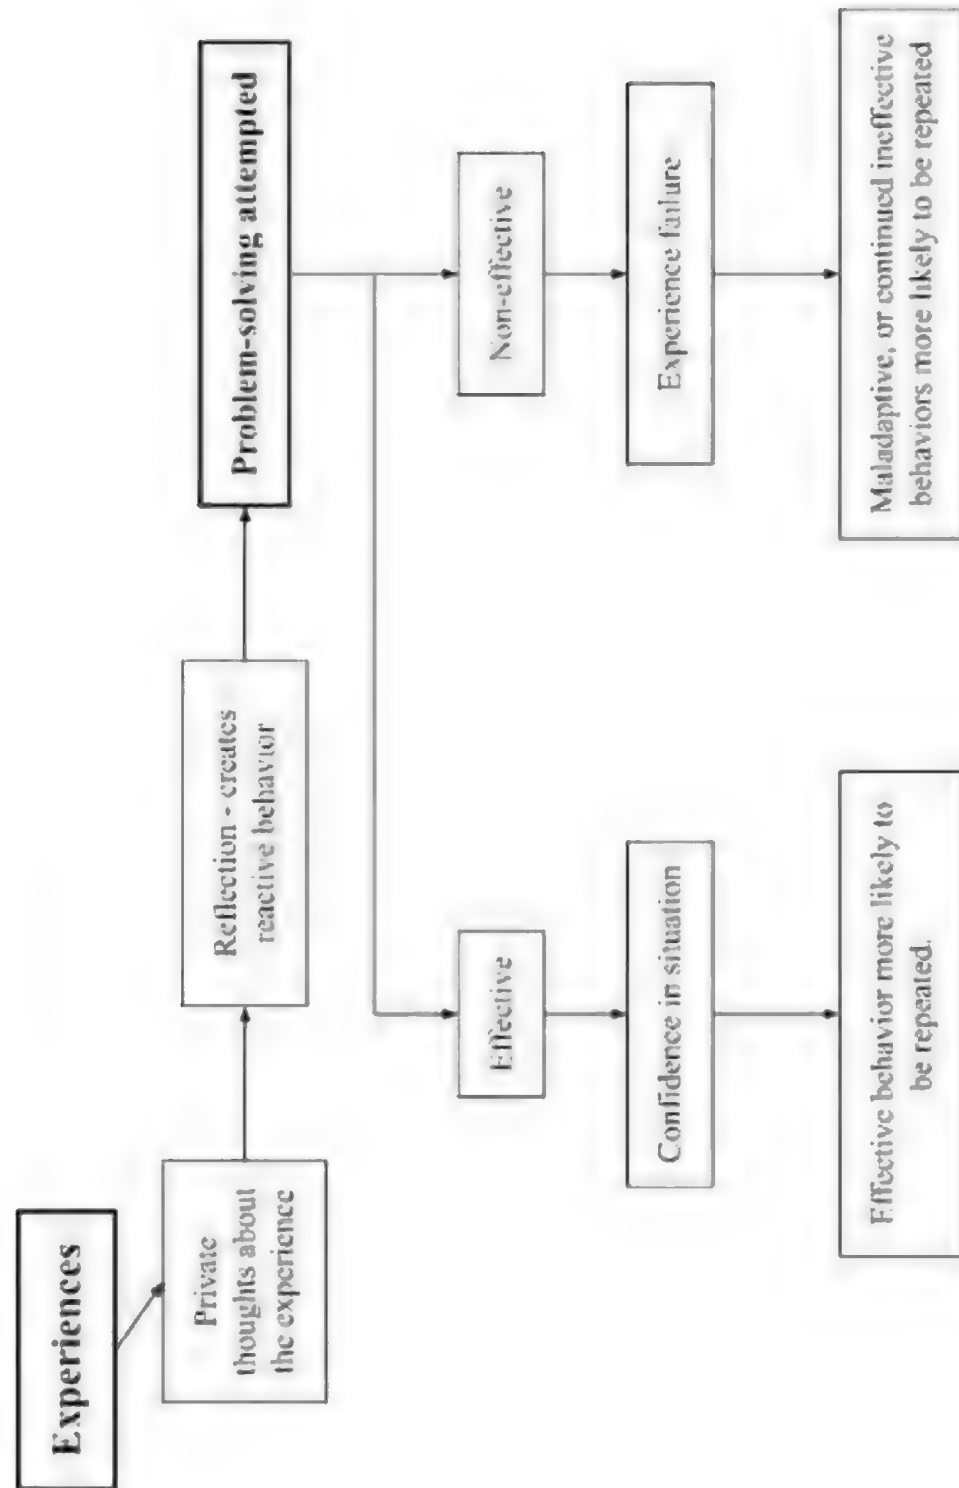 Experiences
Private
thoughts about
the experience
Reflection - creates
reactive behavior
Problem-solving attempted
Effective
Non-effective
Confidence in situation
Experience failure
Effective behavior more likely to
be repeated.
Maladaptive, or continued ineffective
behaviors more likely to be repeated